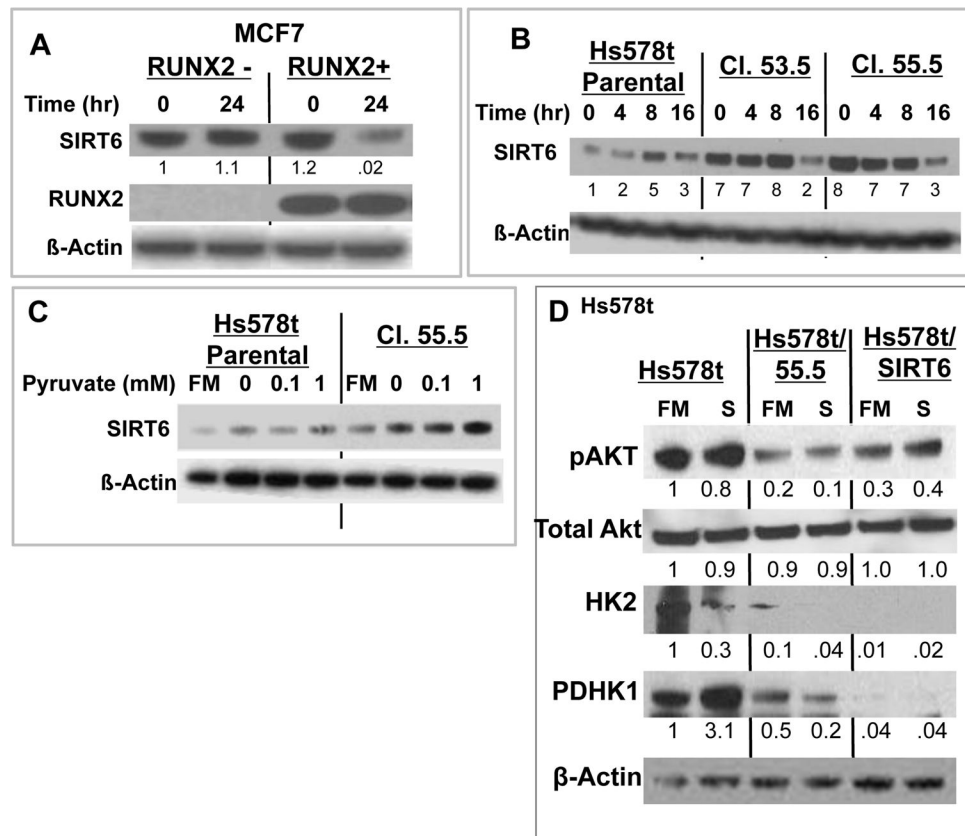 A
MCF7
RUNX2 - RUNX2+
Time (hr) 0 24 0 24
SIRT6
1 1.1 1.2 .02
RUNX2
ß-Actin
B
Hs578t Parental Cl. 53.5 Cl. 55.5
Time (hr) 0 4 8 16 0 4 8 16 0 4 8 16
SIRT6
1 2 5 3 7 7 8 2 8 7 7 3
ß-Actin
C
Hs578t Parental Cl. 55.5
Pyruvate (mM) FM 0 0.1 1 FM 0 0.1 1
SIRT6
ß-Actin
D Hs578t
Hs578t Hs578t/ 55.5 Hs578t/ SIRT6
FM S FM S FM S
pAKT
1 0.8 0.2 0.1 0.3 0.4
Total Akt
1 0.9 0.9 0.9 1.0 1.0
HK2
1 0.3 0.1 .04 .01 .02
PDHK1
1 3.1 0.5 0.2 .04 .04
β-Actin